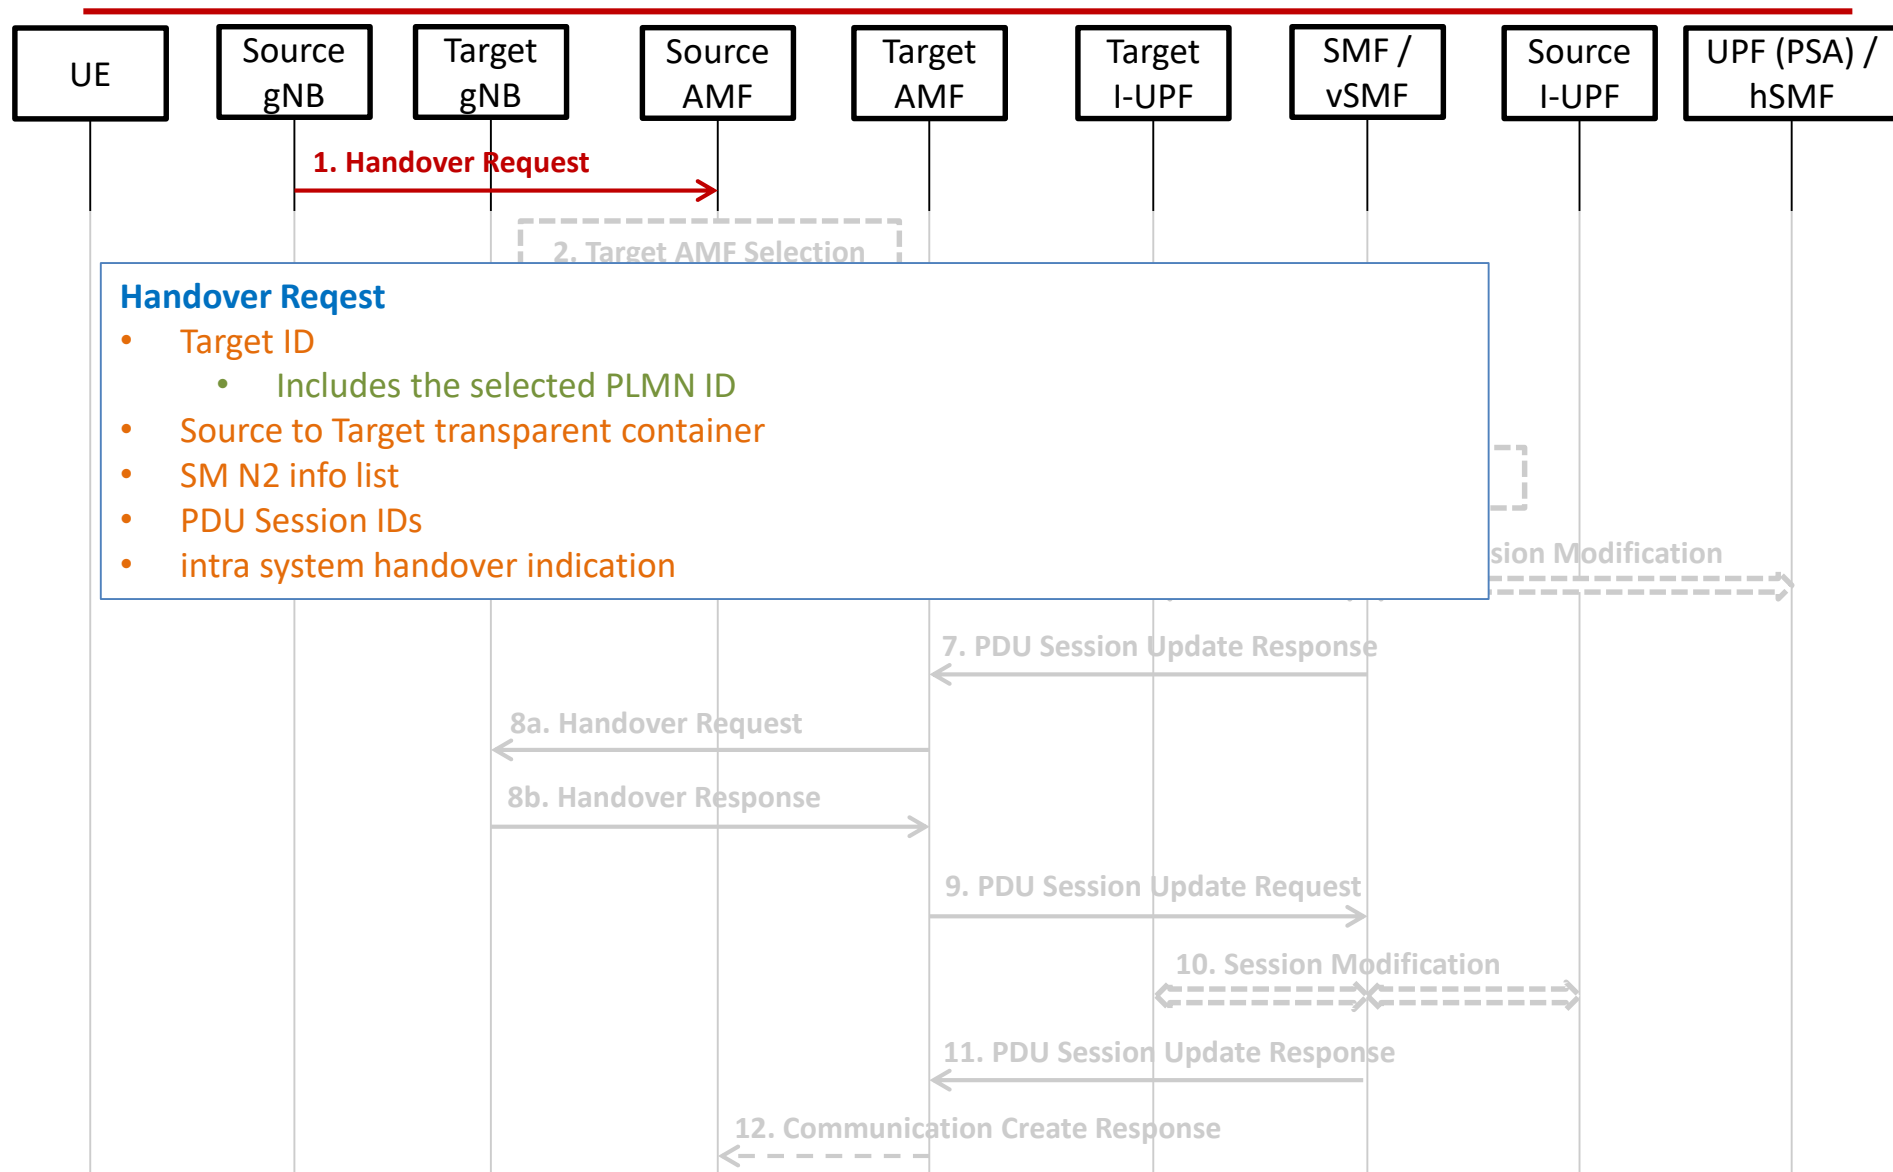 UE
Source
gNB
Target
gNB
Source
AMF
Target
AMF
Target
I-UPF
SMF /
vSMF
Source
I-UPF
UPF (PSA) /
hSMF
1. Handover Request
2. Target AMF Selection
Handover Reqest
• Target ID
• Includes the selected PLMN ID
• Source to Target transparent container
• SM N2 info list
• PDU Session IDs
• intra system handover indication
sion Modification
7. PDU Session Update Response
8a. Handover Request
8b. Handover Response
9. PDU Session Update Request
10. Session Modification
11. PDU Session Update Response
12. Communication Create Response